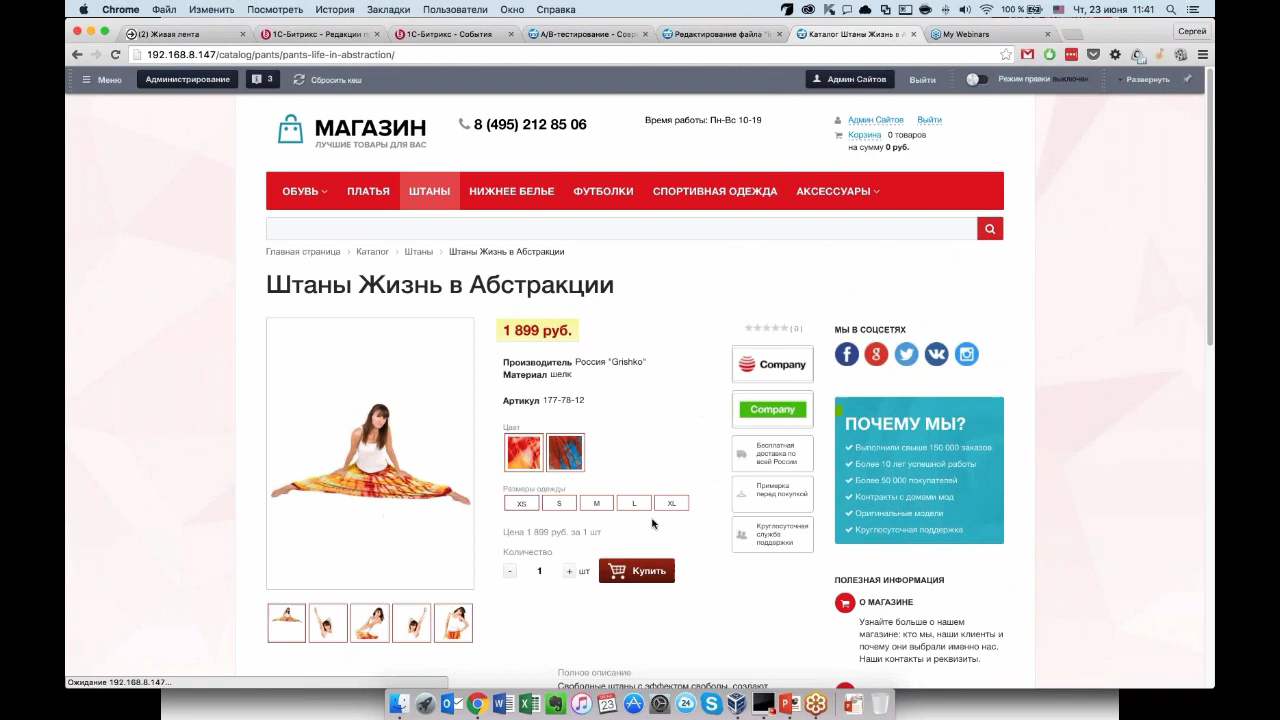 Chrome Файл Изменить Посмотреть История Закладки Пользователи Окно Справка
100 % Чт, 23 июня 11:41
(2) Живая лента 1С-Битрикс - Редакции п 1С-Битрикс - События А/В-тестирование - Совр Редактирование файла "i Каталог Штаны Жизнь в А My Webinars Сергей
192.168.8.147/catalog/pants/pants-life-in-abstraction/
Меню Администрирование 3 Сбросить кеш Админ Сайтов Выйти Режим правки выключен Развернуть
МАГАЗИН
ЛУЧШИЕ ТОВАРЫ ДЛЯ ВАС
8 (495) 212 85 06
Время работы: Пн-Вс 10-19
Админ Сайтов Выйти
Корзина 0 товаров
на сумму 0 руб.
ОБУВЬ ПЛАТЬЯ ШТАНЫ НИЖНЕЕ БЕЛЬЕ ФУТБОЛКИ СПОРТИВНАЯ ОДЕЖДА АКСЕССУАРЫ
Главная страница Каталог Штаны Штаны Жизнь в Абстракции
Штаны Жизнь в Абстракции
1 899 руб.
Производитель Россия "Grishko"
Материал шелк
Артикул 177-78-12
Цвет
Размеры одежды
XS S M L XL
Цена 1 899 руб. за 1 шт
Количество
- 1 + шт Купить
Полное описание
Свободные штаны с эффектом свободы, создают
( 0 )
Company
Company
Бесплатная
доставка по
всей России
Примерка
перед покупкой
Круглосуточная
служба
поддержки
МЫ В СОЦСЕТЯХ
ПОЧЕМУ МЫ?
Выполнили свыше 150 000 заказов
Более 10 лет успешной работы
Более 50 000 покупателей
Контракты с домами мод
Оригинальные модели
Круглосуточная поддержка
ПОЛЕЗНАЯ ИНФОРМАЦИЯ
О МАГАЗИНЕ
Узнайте больше о нашем
магазине: кто мы, наши клиенты и
почему они выбрали именно нас.
Наши контакты и реквизиты.
Ожидание 192.168.8.147...
23
24